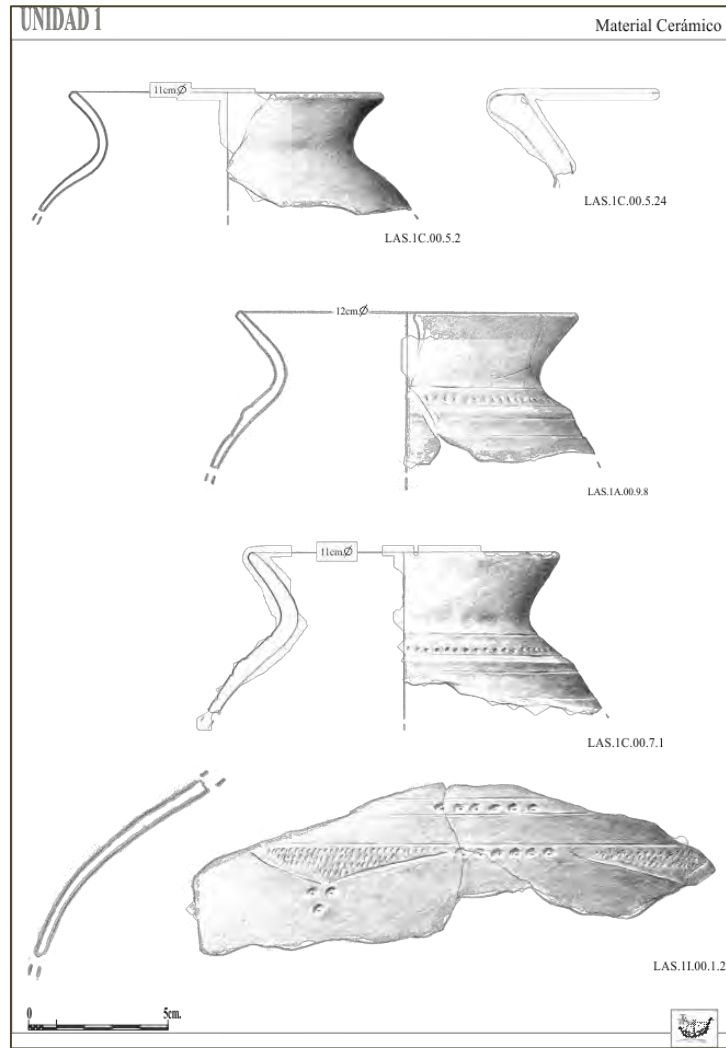 UNIDAD 1
Material Cerámico
11cm.Ø
LAS.1C.00.5.2
LAS.1C.00.5.24
12cm.Ø
LAS.1A.00.9.8
11cm.Ø
LAS.1C.00.7.1
LAS.1I.00.1.2
0 5cm.